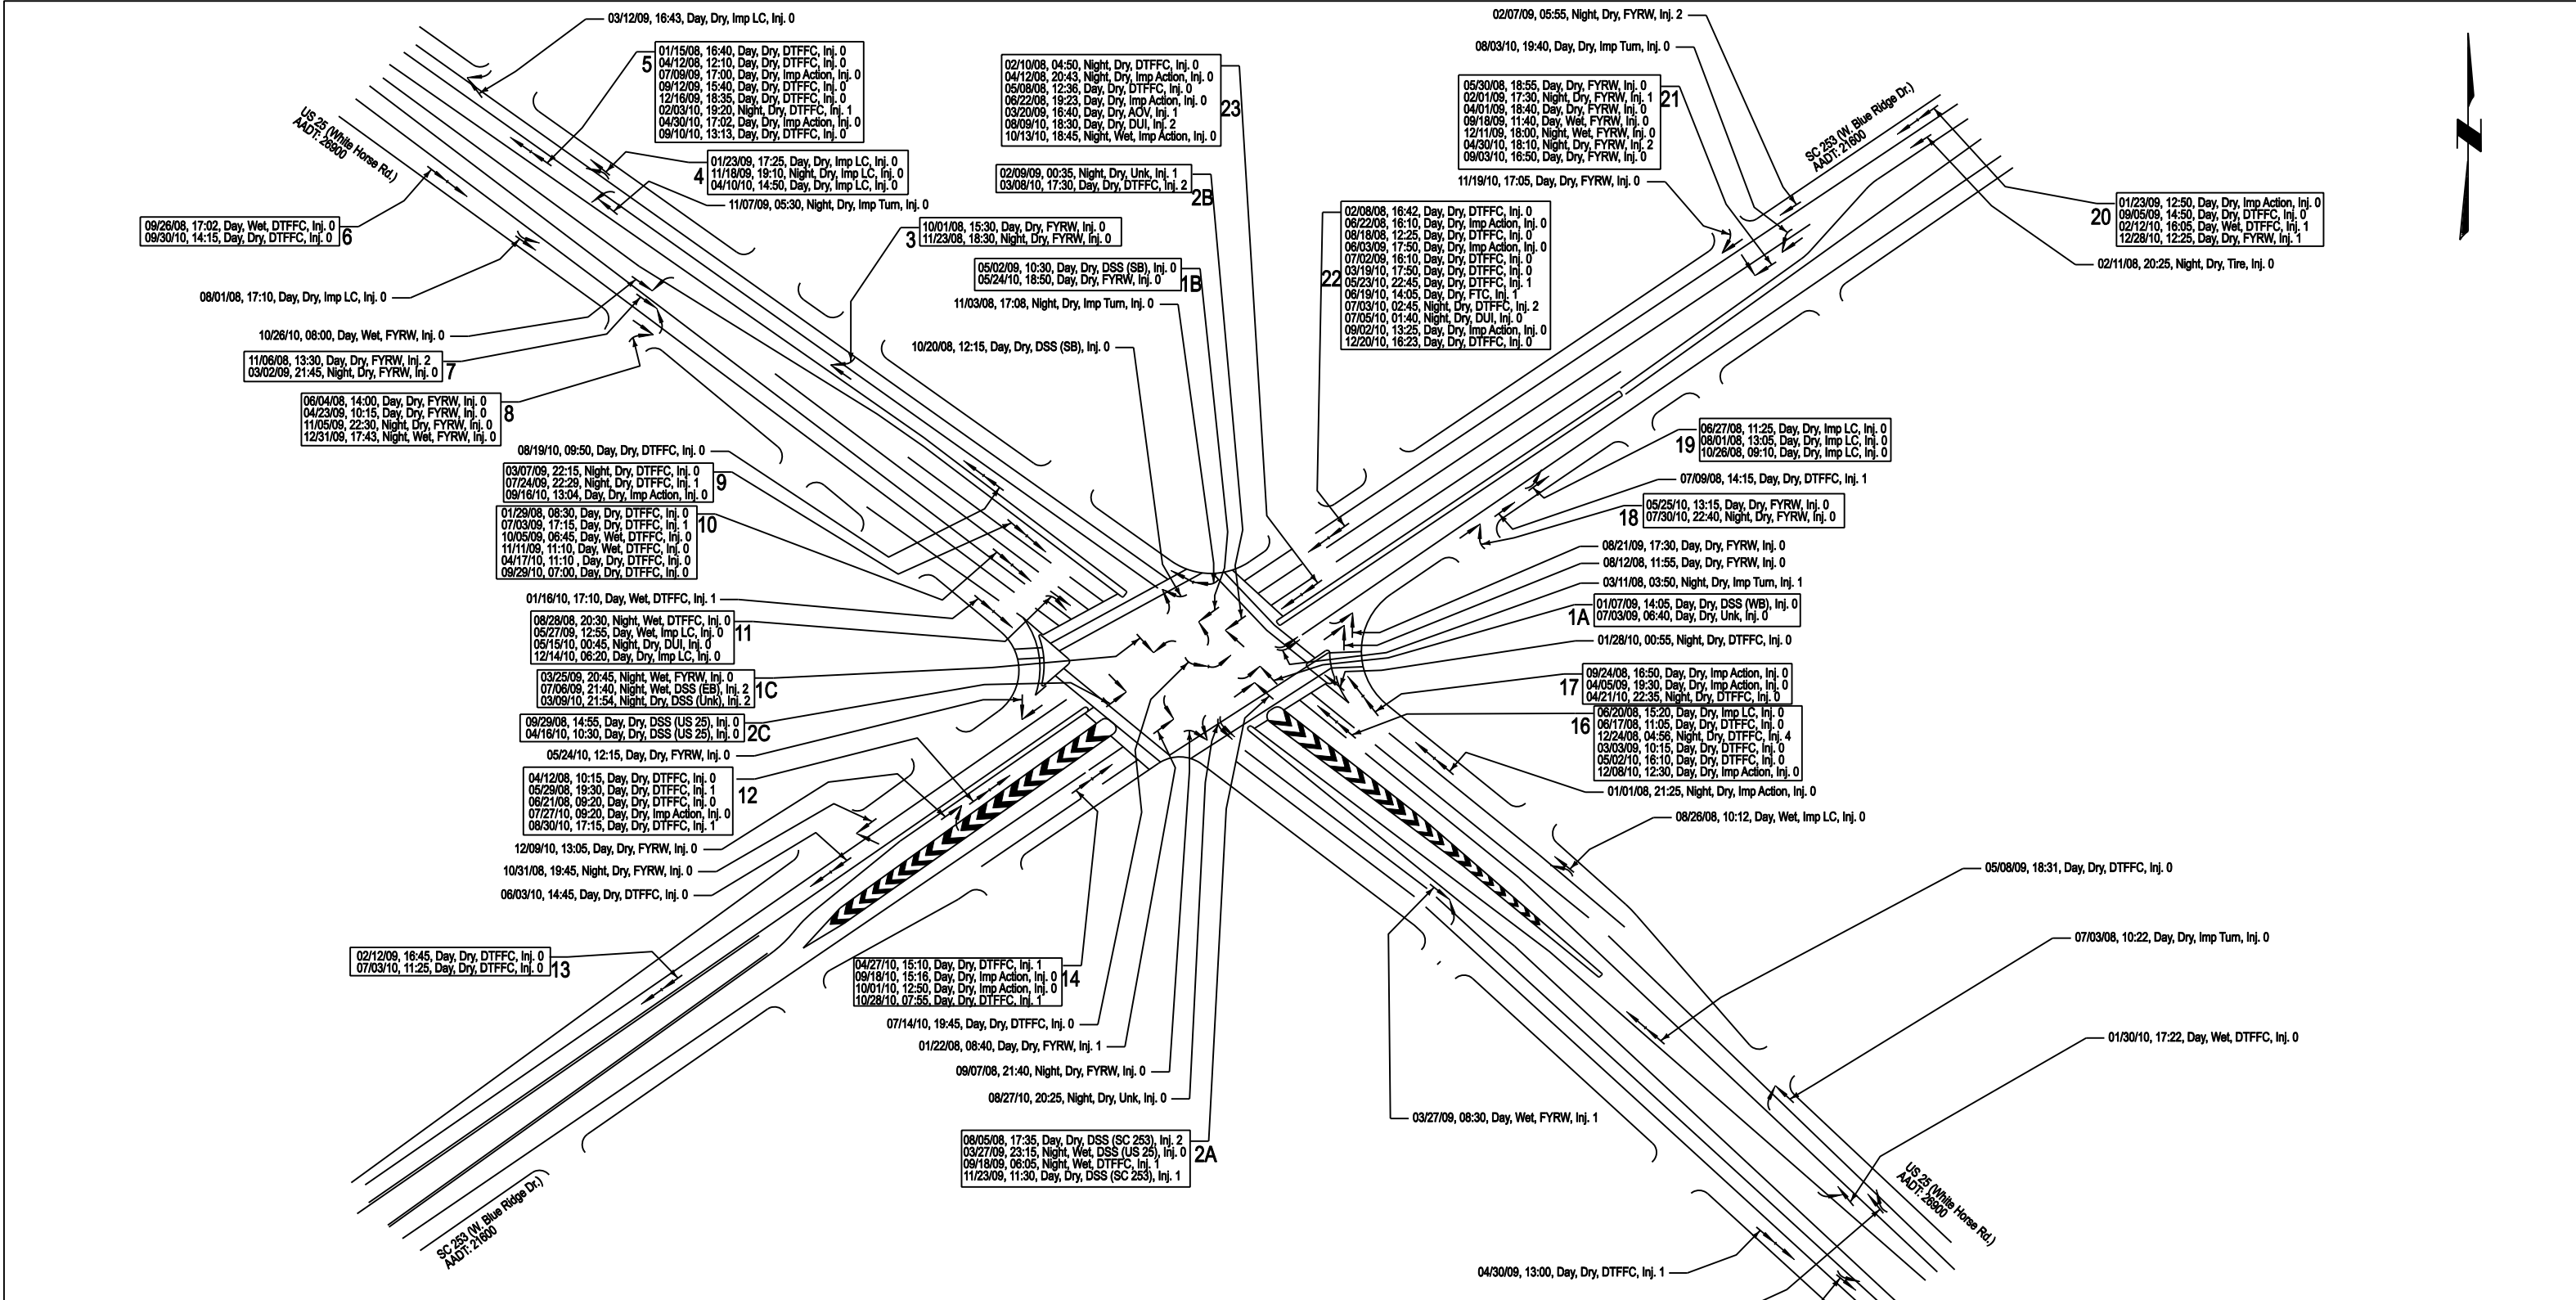 03/12/09, 16:43, Day, Dry, Imp LC, Inj. 0
01/15/08, 16:40, Day, Dry, DTFFC, Inj. 0
04/12/08, 12:10, Day, Dry, DTFFC, Inj. 0
07/09/09, 17:00, Day, Dry, Imp Action, Inj. 0
09/12/09, 15:40, Day, Dry, DTFFC, Inj. 0
12/16/09, 18:35, Day, Dry, DTFFC, Inj. 0
02/03/10, 19:20, Night, Dry, DTFFC, Inj. 1
04/30/10, 17:02, Day, Dry, Imp Action, Inj. 0
09/10/10, 13:13, Day, Dry, DTFFC, Inj. 0
5
01/23/09, 17:25, Day, Dry, Imp LC, Inj. 0
11/18/09, 19:10, Night, Dry, Imp LC, Inj. 0
04/10/10, 14:50, Day, Dry, Imp LC, Inj. 0
4
11/07/09, 05:30, Night, Dry, Imp Turn, Inj. 0
US 25 (White Horse Rd.)
AADT: 26900
09/26/08, 17:02, Day, Wet, DTFFC, Inj. 0
09/30/10, 14:15, Day, Dry, DTFFC, Inj. 0
6
08/01/08, 17:10, Day, Dry, Imp LC, Inj. 0
10/26/10, 08:00, Day, Wet, FYRW, Inj. 0
11/06/08, 13:30, Day, Dry, FYRW, Inj. 2
03/02/09, 21:45, Night, Dry, FYRW, Inj. 0
7
06/04/08, 14:00, Day, Dry, FYRW, Inj. 0
04/23/09, 10:15, Day, Dry, FYRW, Inj. 0
11/05/09, 22:30, Night, Dry, FYRW, Inj. 0
12/31/09, 17:43, Night, Wet, FYRW, Inj. 0
8
3
10/01/08, 15:30, Day, Dry, FYRW, Inj. 0
11/23/08, 18:30, Night, Dry, FYRW, Inj. 0
02/10/08, 04:50, Night, Dry, DTFFC, Inj. 0
04/12/08, 20:43, Night, Dry, Imp Action, Inj. 0
05/08/08, 12:36, Day, Dry, DTFFC, Inj. 0
06/22/08, 19:23, Day, Dry, Imp Action, Inj. 0
03/20/09, 16:40, Day, Dry, AOV, Inj. 1
08/09/10, 18:30, Day, Dry, DUI, Inj. 2
10/13/10, 18:45, Night, Wet, Imp Action, Inj. 0
23
02/09/09, 00:35, Night, Dry, Unk, Inj. 1
03/08/10, 17:30, Day, Dry, DTFFC, Inj. 2
2B
05/02/09, 10:30, Day, Dry, DSS (SB), Inj. 0
05/24/10, 18:50, Day, Dry, FYRW, Inj. 0
1B
11/03/08, 17:08, Night, Dry, Imp Turn, Inj. 0
10/20/08, 12:15, Day, Dry, DSS (SB), Inj. 0
02/07/09, 05:55, Night, Dry, FYRW, Inj. 2
08/03/10, 19:40, Day, Dry, Imp Turn, Inj. 0
05/30/08, 18:55, Day, Dry, FYRW, Inj. 0
02/01/09, 17:30, Night, Dry, FYRW, Inj. 1
04/01/09, 18:40, Day, Dry, FYRW, Inj. 0
09/18/09, 11:40, Day, Wet, FYRW, Inj. 0
12/11/09, 18:00, Night, Wet, FYRW, Inj. 0
04/30/10, 18:10, Night, Dry, FYRW, Inj. 2
09/03/10, 16:50, Day, Dry, FYRW, Inj. 0
21
11/19/10, 17:05, Day, Dry, FYRW, Inj. 0
SC 253 (W. Blue Ridge Dr.)
AADT: 21600
20
01/23/09, 12:50, Day, Dry, Imp Action, Inj. 0
09/05/09, 14:50, Day, Dry, DTFFC, Inj. 0
02/12/10, 16:05, Day, Wet, DTFFC, Inj. 1
12/28/10, 12:25, Day, Dry, FYRW, Inj. 1
02/11/08, 20:25, Night, Dry, Tire, Inj. 0
22
02/08/08, 16:42, Day, Dry, DTFFC, Inj. 0
06/22/08, 16:10, Day, Dry, Imp Action, Inj. 0
08/18/08, 12:25, Day, Dry, DTFFC, Inj. 0
06/03/09, 17:50, Day, Dry, Imp Action, Inj. 0
07/02/09, 16:10, Day, Dry, DTFFC, Inj. 0
03/19/10, 17:50, Day, Dry, DTFFC, Inj. 0
05/23/10, 22:45, Day, Dry, DTFFC, Inj. 1
06/19/10, 14:05, Day, Dry, FTC, Inj. 1
07/03/10, 02:45, Night, Dry, DTFFC, Inj. 2
07/05/10, 01:40, Night, Dry, DUI, Inj. 0
09/02/10, 13:25, Day, Dry, Imp Action, Inj. 0
12/20/10, 16:23, Day, Dry, DTFFC, Inj. 0
08/19/10, 09:50, Day, Dry, DTFFC, Inj. 0
03/07/09, 22:15, Night, Dry, DTFFC, Inj. 0
07/24/09, 22:29, Night, Dry, DTFFC, Inj. 1
09/16/10, 13:04, Day, Dry, Imp Action, Inj. 0
9
01/29/08, 08:30, Day, Dry, DTFFC, Inj. 0
07/03/09, 17:15, Day, Dry, DTFFC, Inj. 1
10/05/09, 06:45, Day, Wet, DTFFC, Inj. 0
11/11/09, 11:10, Day, Wet, DTFFC, Inj. 0
04/17/10, 11:10 , Day, Dry, DTFFC, Inj. 0
09/29/10, 07:00, Day, Dry, DTFFC, Inj. 0
10
01/16/10, 17:10, Day, Wet, DTFFC, Inj. 1
08/28/08, 20:30, Night, Wet, DTFFC, Inj. 0
05/27/09, 12:55, Day, Wet, Imp LC, Inj. 0
05/15/10, 00:45, Night, Dry, DUI, Inj. 0
12/14/10, 06:20, Day, Dry, Imp LC, Inj. 0
11
03/25/09, 20:45, Night, Wet, FYRW, Inj. 0
07/06/09, 21:40, Night, Wet, DSS (EB), Inj. 2
03/09/10, 21:54, Night, Dry, DSS (Unk), Inj. 2
1C
09/29/08, 14:55, Day, Dry, DSS (US 25), Inj. 0
04/16/10, 10:30, Day, Dry, DSS (US 25), Inj. 0
2C
05/24/10, 12:15, Day, Dry, FYRW, Inj. 0
04/12/08, 10:15, Day, Dry, DTFFC, Inj. 0
05/29/08, 19:30, Day, Dry, DTFFC, Inj. 1
06/21/08, 09:20, Day, Dry, DTFFC, Inj. 0
07/27/10, 09:20, Day, Dry, Imp Action, Inj. 0
08/30/10, 17:15, Day, Dry, DTFFC, Inj. 1
12
12/09/10, 13:05, Day, Dry, FYRW, Inj. 0
10/31/08, 19:45, Night, Dry, FYRW, Inj. 0
06/03/10, 14:45, Day, Dry, DTFFC, Inj. 0
02/12/09, 16:45, Day, Dry, DTFFC, Inj. 0
07/03/10, 11:25, Day, Dry, DTFFC, Inj. 0
13
SC 253 (W. Blue Ridge Dr.)
AADT: 21600
19
06/27/08, 11:25, Day, Dry, Imp LC, Inj. 0
08/01/08, 13:05, Day, Dry, Imp LC, Inj. 0
10/26/08, 09:10, Day, Dry, Imp LC, Inj. 0
07/09/08, 14:15, Day, Dry, DTFFC, Inj. 1
18
05/25/10, 13:15, Day, Dry, FYRW, Inj. 0
07/30/10, 22:40, Night, Dry, FYRW, Inj. 0
08/21/09, 17:30, Day, Dry, FYRW, Inj. 0
08/12/08, 11:55, Day, Dry, FYRW, Inj. 0
03/11/08, 03:50, Night, Dry, Imp Turn, Inj. 1
1A
01/07/09, 14:05, Day, Dry, DSS (WB), Inj. 0
07/03/09, 06:40, Day, Dry, Unk, Inj. 0
01/28/10, 00:55, Night, Dry, DTFFC, Inj. 0
17
09/24/08, 16:50, Day, Dry, Imp Action, Inj. 0
04/05/09, 19:30, Day, Dry, Imp Action, Inj. 0
04/21/10, 22:35, Night, Dry, DTFFC, Inj. 0
16
06/20/08, 15:20, Day, Dry, Imp LC, Inj. 0
06/17/08, 11:05, Day, Dry, DTFFC, Inj. 0
12/24/08, 04:56, Night, Dry, DTFFC, Inj. 4
03/03/09, 10:15, Day, Dry, DTFFC, Inj. 0
05/02/10, 16:10, Day, Dry, DTFFC, Inj. 0
12/08/10, 12:30, Day, Dry, Imp Action, Inj. 0
01/01/08, 21:25, Night, Dry, Imp Action, Inj. 0
08/26/08, 10:12, Day, Wet, Imp LC, Inj. 0
05/08/09, 18:31, Day, Dry, DTFFC, Inj. 0
07/03/08, 10:22, Day, Dry, Imp Turn, Inj. 0
01/30/10, 17:22, Day, Wet, DTFFC, Inj. 0
04/27/10, 15:10, Day, Dry, DTFFC, Inj. 1
09/18/10, 15:16, Day, Dry, Imp Action, Inj. 0
10/01/10, 12:50, Day, Dry, Imp Action, Inj. 0
10/28/10, 07:55, Day, Dry, DTFFC, Inj. 1
14
07/14/10, 19:45, Day, Dry, DTFFC, Inj. 0
01/22/08, 08:40, Day, Dry, FYRW, Inj. 1
09/07/08, 21:40, Night, Dry, FYRW, Inj. 0
08/27/10, 20:25, Night, Dry, Unk, Inj. 0
08/05/08, 17:35, Day, Dry, DSS (SC 253), Inj. 2
03/27/09, 23:15, Night, Wet, DSS (US 25), Inj. 0
09/18/09, 06:05, Night, Wet, DTFFC, Inj. 1
11/23/09, 11:30, Day, Dry, DSS (SC 253), Inj. 1
2A
03/27/09, 08:30, Day, Wet, FYRW, Inj. 1
US 25 (White Horse Rd.)
AADT: 26900
04/30/09, 13:00, Day, Dry, DTFFC, Inj. 1